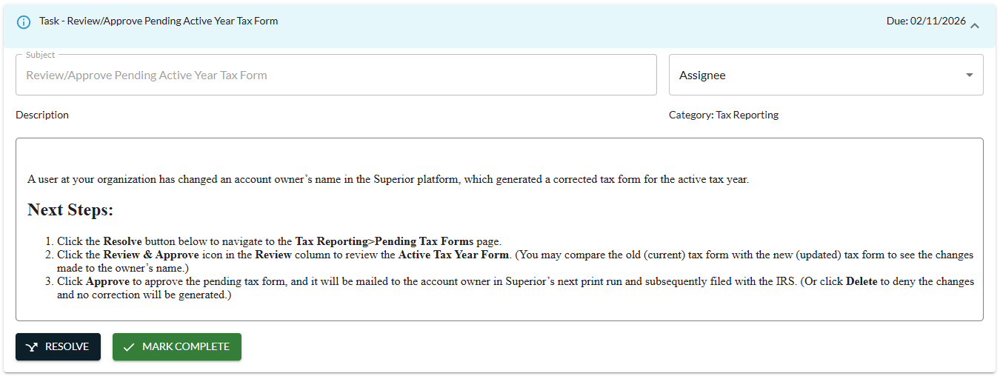 Task - Review/Approve Pending Active Year Tax Form
Due: 02/11/2026
Subject
Review/Approve Pending Active Year Tax Form
Assignee
Description
Category: Tax Reporting
A user at your organization has changed an account owner’s name in the Superior platform, which generated a corrected tax form for the active tax year.
Next Steps:
1. Click the Resolve button below to navigate to the Tax Reporting>Pending Tax Forms page.
2. Click the Review & Approve icon in the Review column to review the Active Tax Year Form. (You may compare the old (current) tax form with the new (updated) tax form to see the changes
made to the owner’s name.)
3. Click Approve to approve the pending tax form, and it will be mailed to the account owner in Superior’s next print run and subsequently filed with the IRS. (Or click Delete to deny the changes
and no correction will be generated.)
RESOLVE
MARK COMPLETE